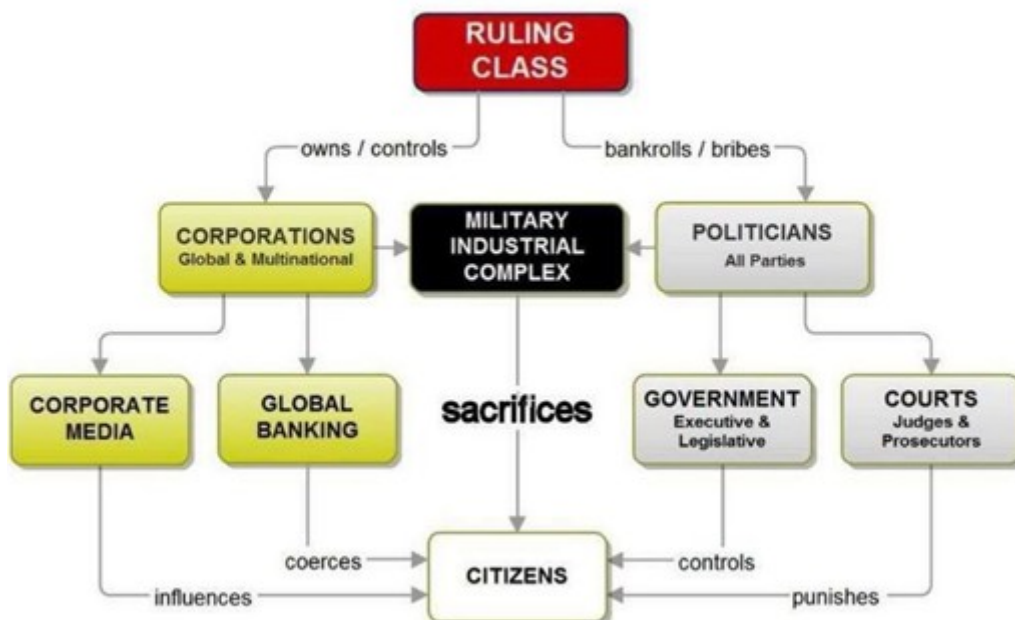 RULING
CLASS
owns / controls
bankrolls / bribes
CORPORATIONS
Global & Multinational
MILITARY
INDUSTRIAL
COMPLEX
POLITICIANS
All Parties
CORPORATE
MEDIA
GLOBAL
BANKING
sacrifices
GOVERNMENT
Executive &
Legislative
COURTS
Judges &
Prosecutors
coerces
CITIZENS
controls
influences
punishes